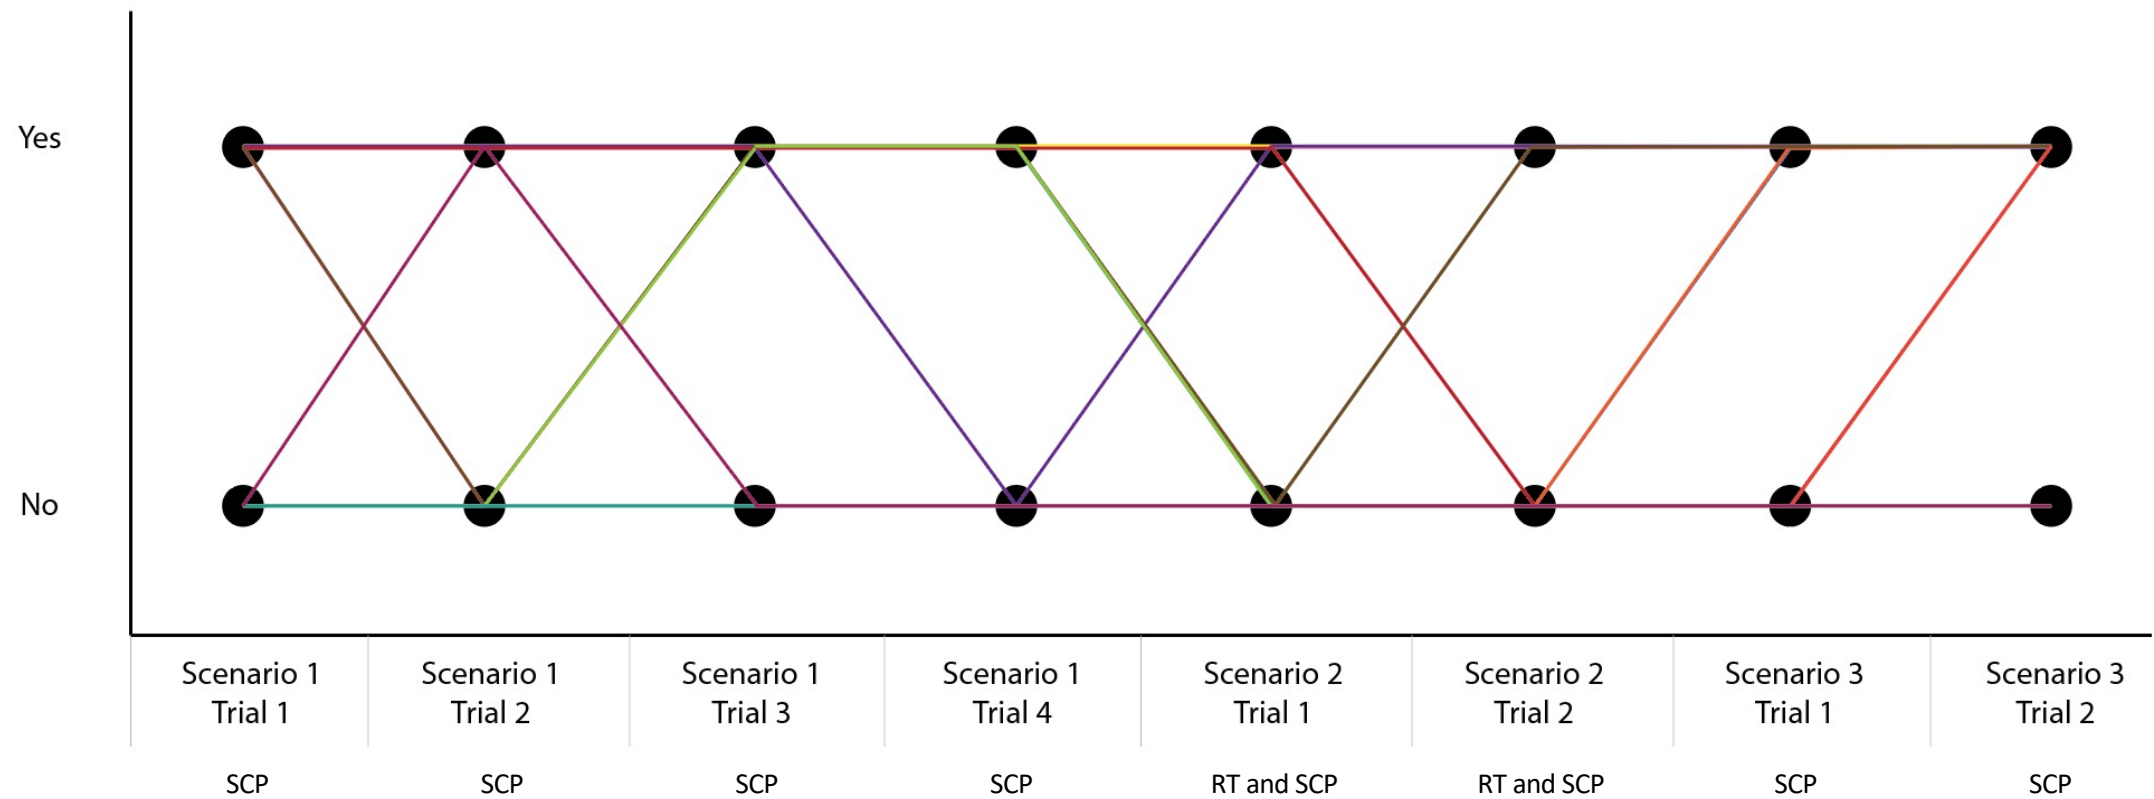 Yes
No
Scenario 1
Trial 1
Scenario 1
Trial 2
Scenario 1
Trial 3
Scenario 1
Trial 4
Scenario 2
Trial 1
Scenario 2
Trial 2
Scenario 3
Trial 1
Scenario 3
Trial 2
SCP
SCP
SCP
SCP
RT and SCP
RT and SCP
SCP
SCP